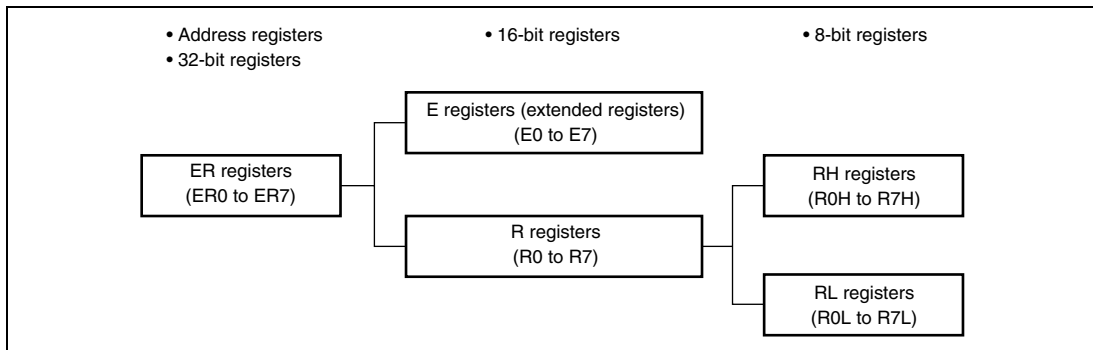 • Address registers
• 32-bit registers
• 16-bit registers
• 8-bit registers
E registers (extended registers)
(E0 to E7)
ER registers
(ER0 to ER7)
RH registers
(R0H to R7H)
R registers
(R0 to R7)
RL registers
(R0L to R7L)